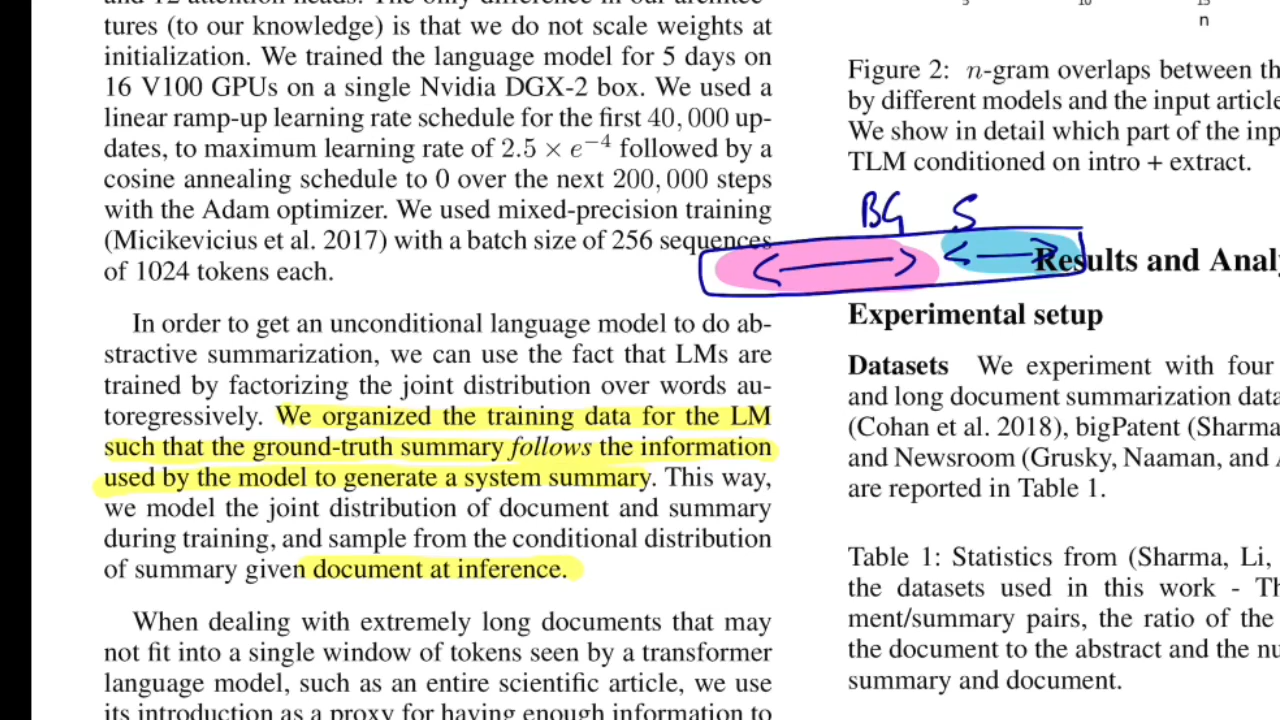 and 12 attention heads. The only difference in our architec-
tures (to our knowledge) is that we do not scale weights at
initialization. We trained the language model for 5 days on
16 V100 GPUs on a single Nvidia DGX-2 box. We used a
linear ramp-up learning rate schedule for the first 40, 000 up-
dates, to maximum learning rate of 2.5 × e⁻⁴ followed by a
cosine annealing schedule to 0 over the next 200, 000 steps
with the Adam optimizer. We used mixed-precision training
(Micikevicius et al. 2017) with a batch size of 256 sequences
of 1024 tokens each.
In order to get an unconditional language model to do ab-
stractive summarization, we can use the fact that LMs are
trained by factorizing the joint distribution over words au-
toregressively. We organized the training data for the LM
such that the ground-truth summary follows the information
used by the model to generate a system summary. This way,
we model the joint distribution of document and summary
during training, and sample from the conditional distribution
of summary given document at inference.
When dealing with extremely long documents that may
not fit into a single window of tokens seen by a transformer
language model, such as an entire scientific article, we use
its introduction as a proxy for having enough information to
5 10 15
n
Figure 2: n-gram overlaps between th
by different models and the input article
We show in detail which part of the inp
TLM conditioned on intro + extract.
BG S
Results and Analy
Experimental setup
Datasets We experiment with four
and long document summarization data
(Cohan et al. 2018), bigPatent (Sharma
and Newsroom (Grusky, Naaman, and A
are reported in Table 1.
Table 1: Statistics from (Sharma, Li,
the datasets used in this work - Th
ment/summary pairs, the ratio of the
the document to the abstract and the nu
summary and document.